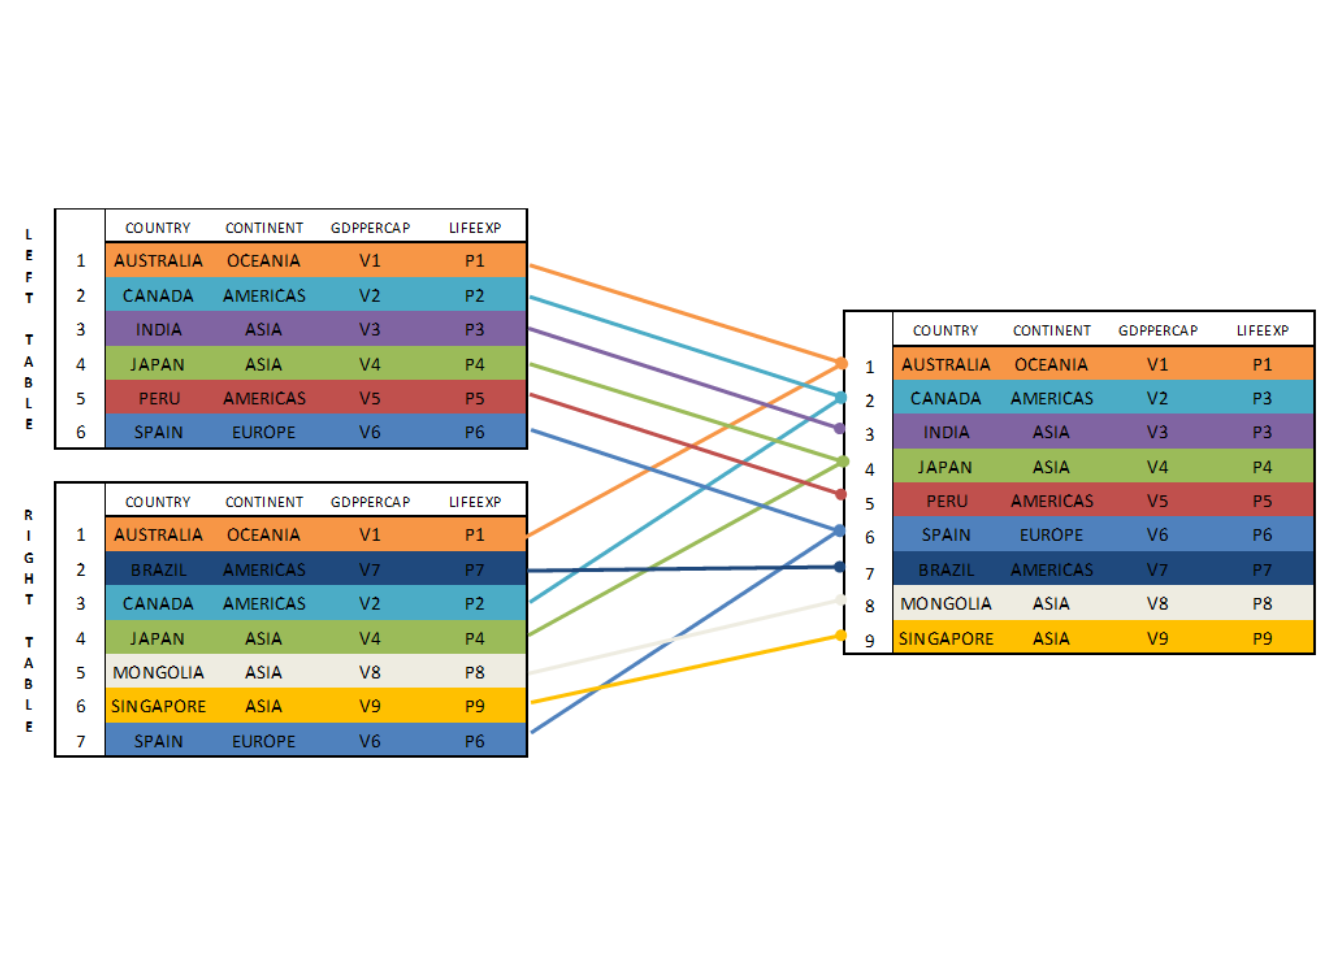 LEFT TABLE
COUNTRY CONTINENT GDPPERCAP LIFEEXP
1 AUSTRALIA OCEANIA V1 P1
2 CANADA AMERICAS V2 P2
3 INDIA ASIA V3 P3
4 JAPAN ASIA V4 P4
5 PERU AMERICAS V5 P5
6 SPAIN EUROPE V6 P6
RIGHT TABLE
COUNTRY CONTINENT GDPPERCAP LIFEEXP
1 AUSTRALIA OCEANIA V1 P1
2 BRAZIL AMERICAS V7 P7
3 CANADA AMERICAS V2 P2
4 JAPAN ASIA V4 P4
5 MONGOLIA ASIA V8 P8
6 SINGAPORE ASIA V9 P9
7 SPAIN EUROPE V6 P6
COUNTRY CONTINENT GDPPERCAP LIFEEXP
1 AUSTRALIA OCEANIA V1 P1
2 CANADA AMERICAS V2 P3
3 INDIA ASIA V3 P3
4 JAPAN ASIA V4 P4
5 PERU AMERICAS V5 P5
6 SPAIN EUROPE V6 P6
7 BRAZIL AMERICAS V7 P7
8 MONGOLIA ASIA V8 P8
9 SINGAPORE ASIA V9 P9